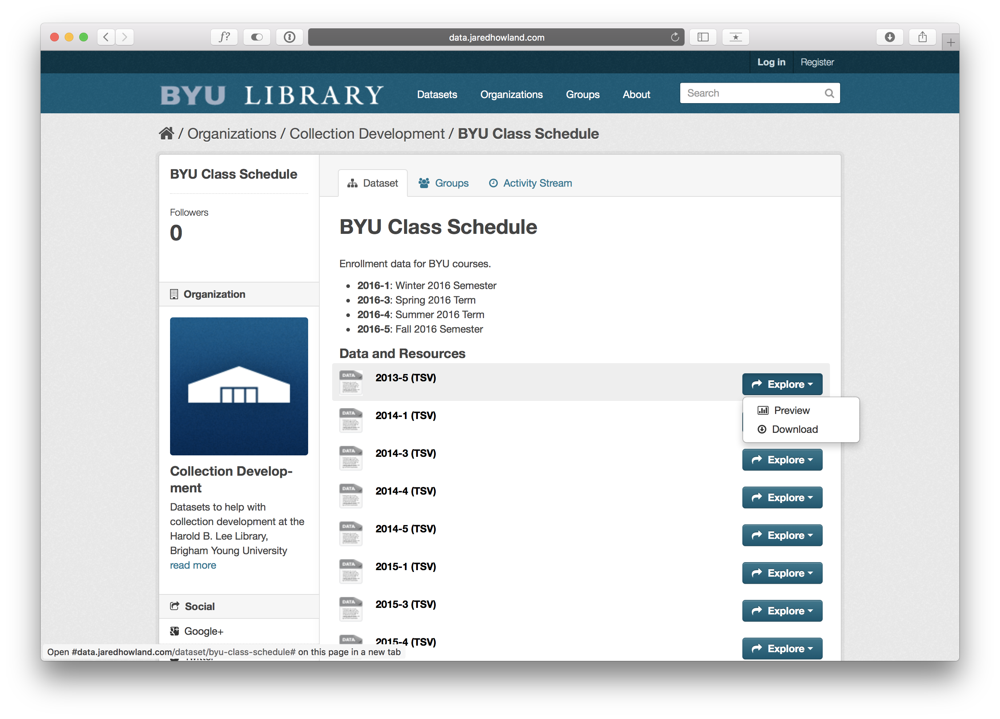 f?
data.jaredhowland.com
Log in
Register
BYU LIBRARY
Datasets
Organizations
Groups
About
Search
/ Organizations / Collection Development / BYU Class Schedule
BYU Class Schedule
Followers
0
Organization
Collection Develop-
ment
Datasets to help with
collection development at the
Harold B. Lee Library,
Brigham Young University
read more
Social
Google+
Twitter
Dataset
Groups
Activity Stream
BYU Class Schedule
Enrollment data for BYU courses.
• 2016-1: Winter 2016 Semester
• 2016-3: Spring 2016 Term
• 2016-4: Summer 2016 Term
• 2016-5: Fall 2016 Semester
Data and Resources
DATA
2013-5 (TSV)
Explore
Preview
Download
DATA
2014-1 (TSV)
DATA
2014-3 (TSV)
Explore
DATA
2014-4 (TSV)
Explore
DATA
2014-5 (TSV)
Explore
DATA
2015-1 (TSV)
Explore
DATA
2015-3 (TSV)
Explore
DATA
2015-4 (TSV)
Explore
Open #data.jaredhowland.com/dataset/byu-class-schedule# on this page in a new tab